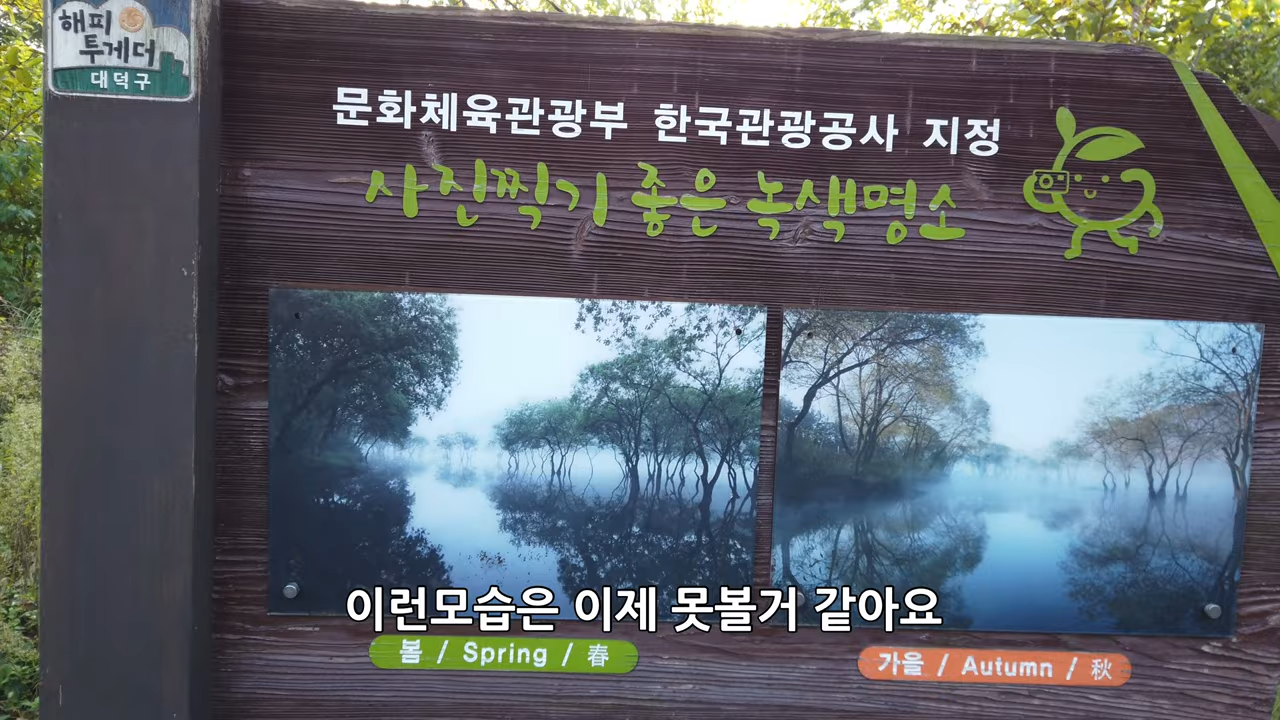 해피
투게더
대덕구
문화체육관광부 한국관광공사 지정
사진찍기 좋은 녹색명소
이런모습은 이제 못볼거 같아요
봄 / Spring / 春
가을 / Autumn / 秋